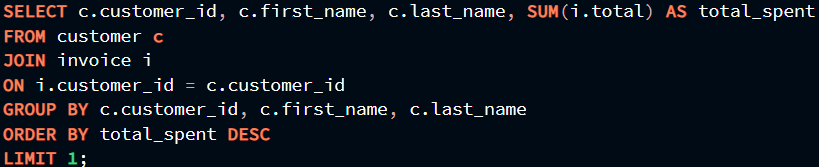 SELECT c.customer_id, c.first_name, c.last_name, SUM(i.total) AS total_spent
FROM customer c
JOIN invoice i
ON i.customer_id = c.customer_id
GROUP BY c.customer_id, c.first_name, c.last_name
ORDER BY total_spent DESC
LIMIT 1;